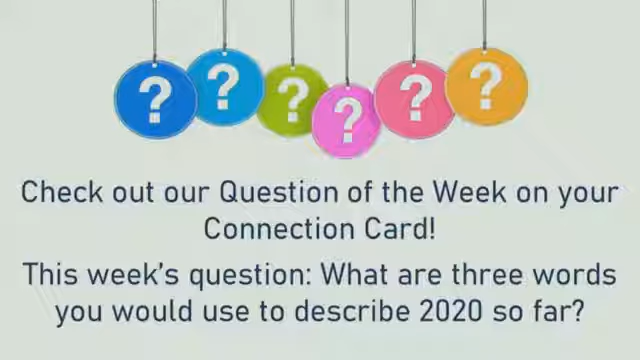 ? ? ? ? ? ?
Check out our Question of the Week on your
Connection Card!
This week's question: What are three words
you would use to describe 2020 so far?